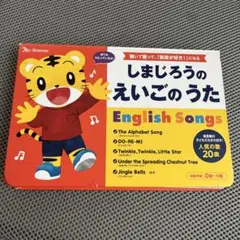 Benesse
聴いて歌って、「英語が好き!」になる
しまじろうの
えいごのうた
English Songs
The Alphabet Song
DO-RE-MI
Twinkle, Twinkle, Little Star
Under the Spreading Chestnut Tree
Jingle Bells
人気の歌
20曲